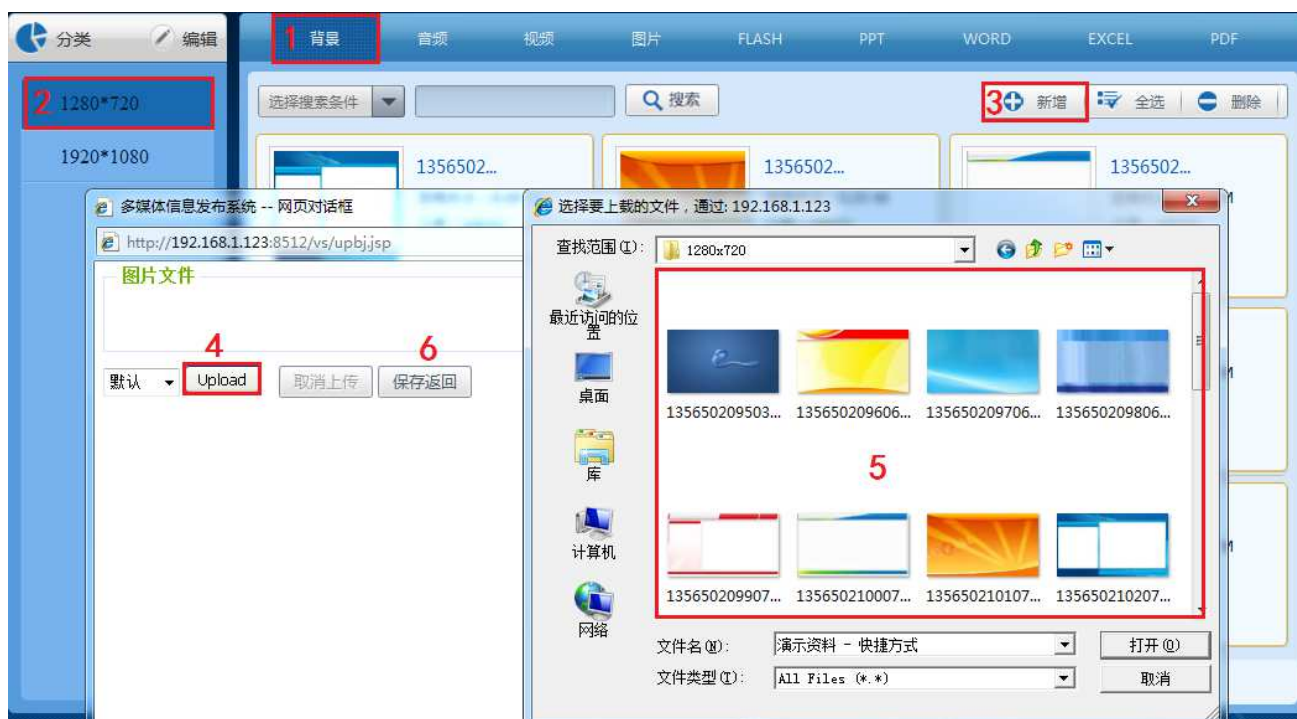 分类 编辑
1 背景 音频 视频 图片 FLASH PPT WORD EXCEL PDF
2 1280*720
1920*1080
选择搜索条件 搜索 3 新增 全选 删除
1356502... 1356502... 1356502...
多媒体信息发布系统 -- 网页对话框
http://192.168.1.123:8512/vs/upbj.jsp
图片文件
4 6
默认 Upload 取消上传 保存返回
选择要上载的文件，通过: 192.168.1.123
查找范围(I): 1280x720
最近访问的位置
桌面
库
计算机
网络
135650209503... 135650209606... 135650209706... 135650209806...
5
135650209907... 135650210007... 135650210107... 135650210207...
文件名(N): 演示资料 - 快捷方式 打开(O)
文件类型(T): All Files (*.*) 取消